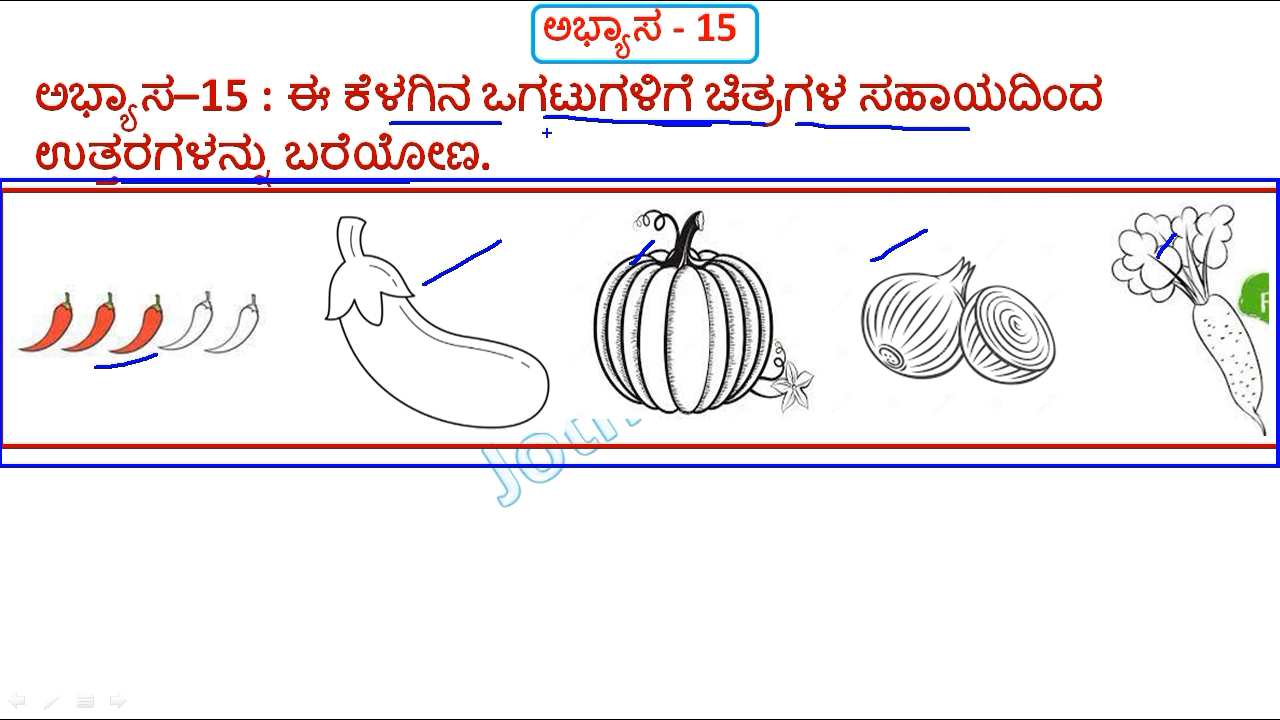 ಅಭ್ಯಾಸ - 15
ಅಭ್ಯಾಸ–15 : ಈ ಕೆಳಗಿನ ಒಗಟುಗಳಿಗೆ ಚಿತ್ರಗಳ ಸಹಾಯದಿಂದ
ಉತ್ತರಗಳನ್ನು ಬರೆಯೋಣ.